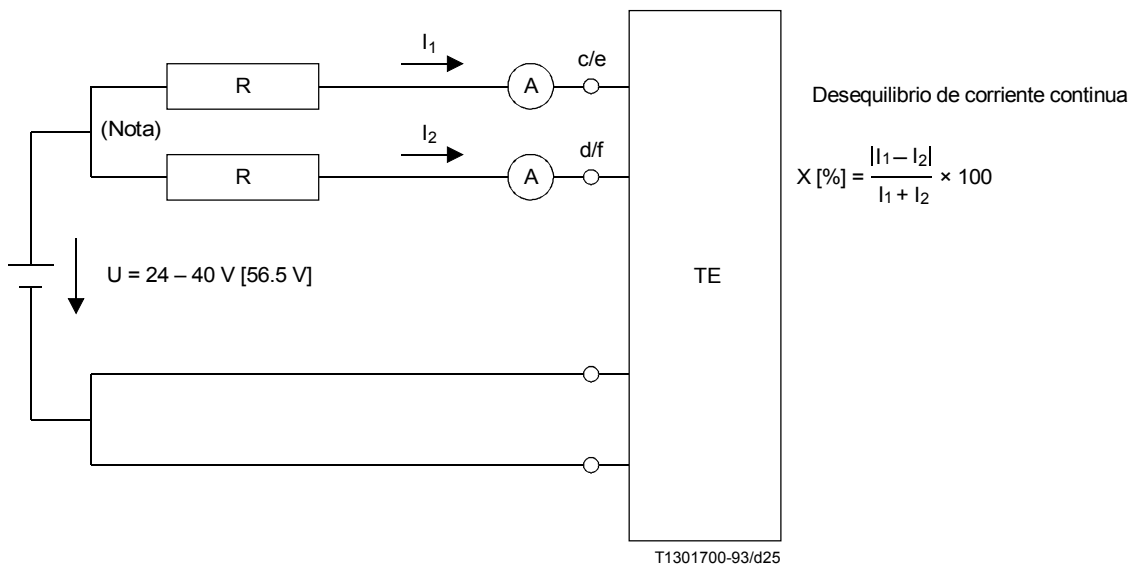 I1
c/e
R
A
Desequilibrio de corriente continua
(Nota)
I2
d/f
R
A
X [%] = |I1 – I2| / I1 + I2 × 100
U = 24 – 40 V [56.5 V]
TE
T1301700-93/d25